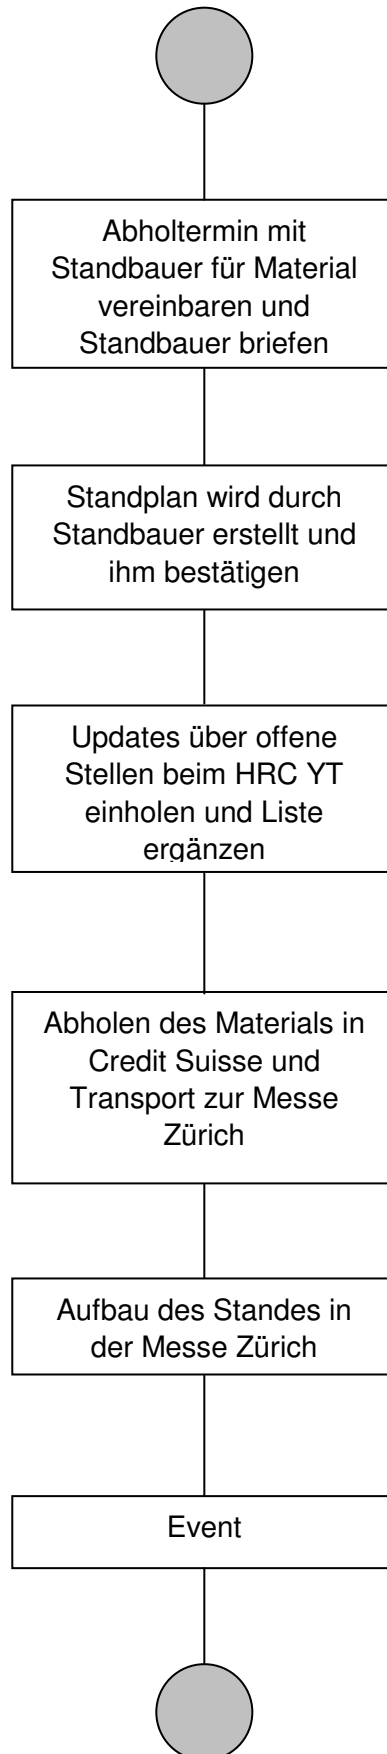 Abholtermin mit
Standbauer für Material
vereinbaren und
Standbauer briefen
Standplan wird durch
Standbauer erstellt und
ihm bestätigen
Updates über offene
Stellen beim HRC YT
einholen und Liste
ergänzen
Abholen des Materials in
Credit Suisse und
Transport zur Messe
Zürich
Aufbau des Standes in
der Messe Zürich
Event